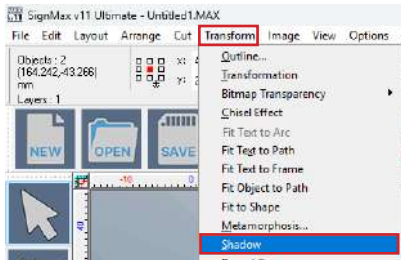 SignMax v11 Ultimate - Untitled1.MAX
File Edit Layout Arrange Cut Transform Image View Options
Objects : 2
(164.242,-43.266)
mm
Layers : 1
x:
y:
NEW OPEN SAVE
-10 0
Outline...
Transformation
Bitmap Transparency
Chisel Effect
Fit Text to Arc
Fit Text to Path
Fit Text to Frame
Fit Object to Path
Fit to Shape
Metamorphosis...
Shadow